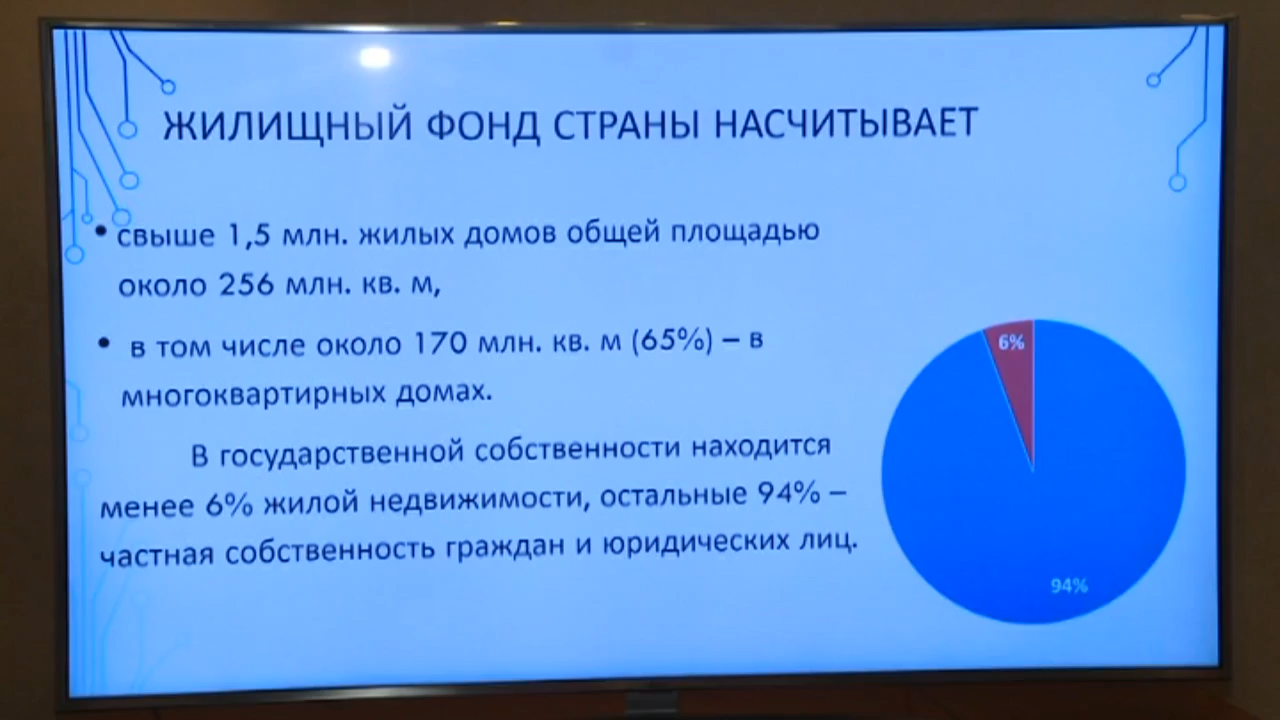 ЖИЛИЩНЫЙ ФОНД СТРАНЫ НАСЧИТЫВАЕТ
• свыше 1,5 млн. жилых домов общей площадью
около 256 млн. кв. м,
• в том числе около 170 млн. кв. м (65%) – в
многоквартирных домах.
В государственной собственности находится
менее 6% жилой недвижимости, остальные 94% –
частная собственность граждан и юридических лиц.
6%
94%